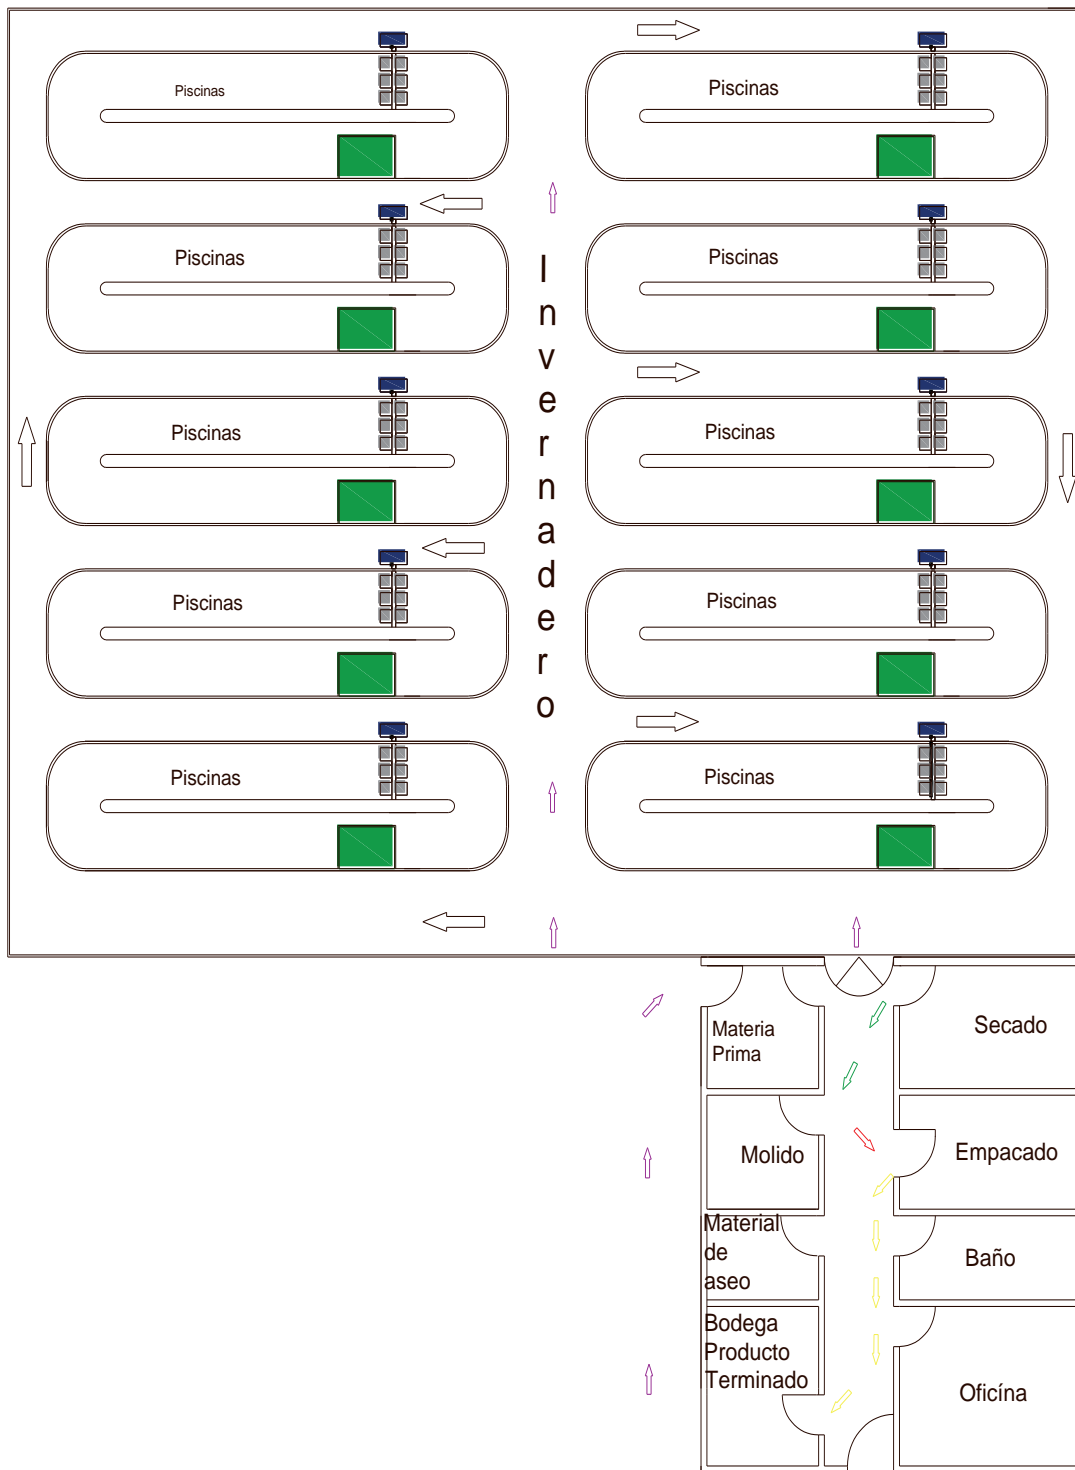 Piscinas
Piscinas
Piscinas
Piscinas
Piscinas
Piscinas
Piscinas
Piscinas
Piscinas
Piscinas
Invernadero
Materia
Prima
Secado
Molido
Empacado
Material
de
aseo
Baño
Bodega
Producto
Terminado
Oficína